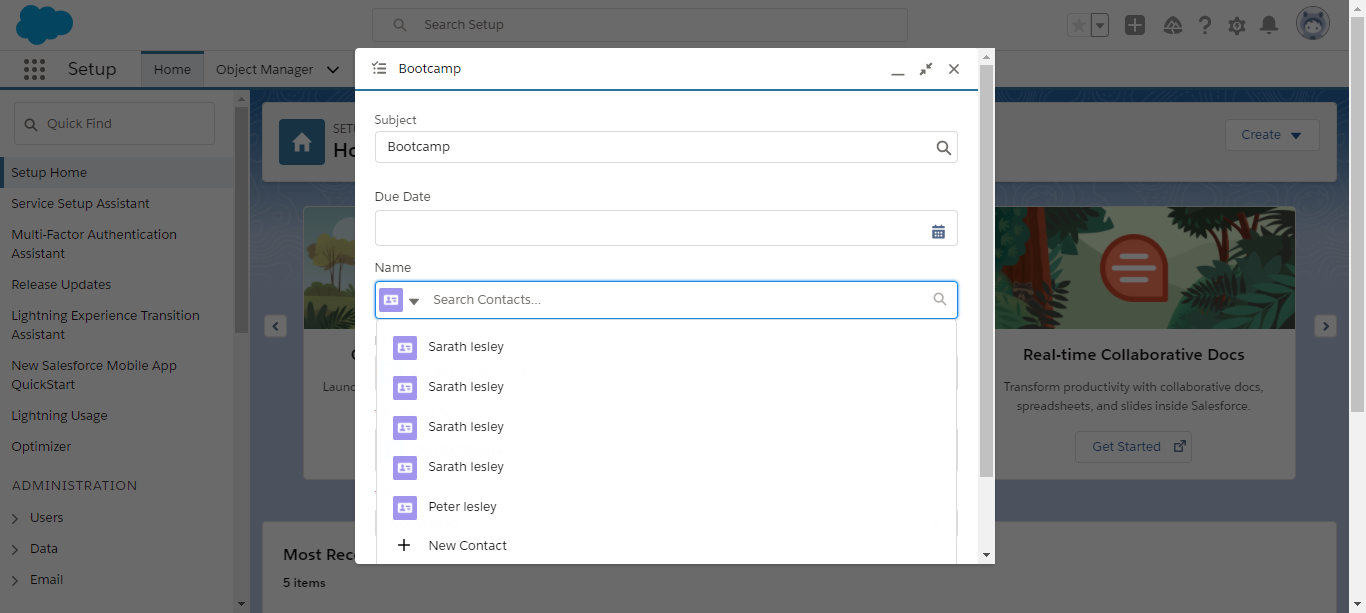 Search Setup
Setup
Home
Object Manager
Quick Find
Setup Home
Service Setup Assistant
Multi-Factor Authentication
Assistant
Release Updates
Lightning Experience Transition
Assistant
New Salesforce Mobile App
QuickStart
Lightning Usage
Optimizer
ADMINISTRATION
Users
Data
Email
Create
Bootcamp
Subject
Bootcamp
Due Date
Name
Search Contacts...
Sarath lesley
Sarath lesley
Sarath lesley
Sarath lesley
Peter lesley
New Contact
Real-time Collaborative Docs
Transform productivity with collaborative docs,
spreadsheets, and slides inside Salesforce.
Get Started
Most Rec
5 items